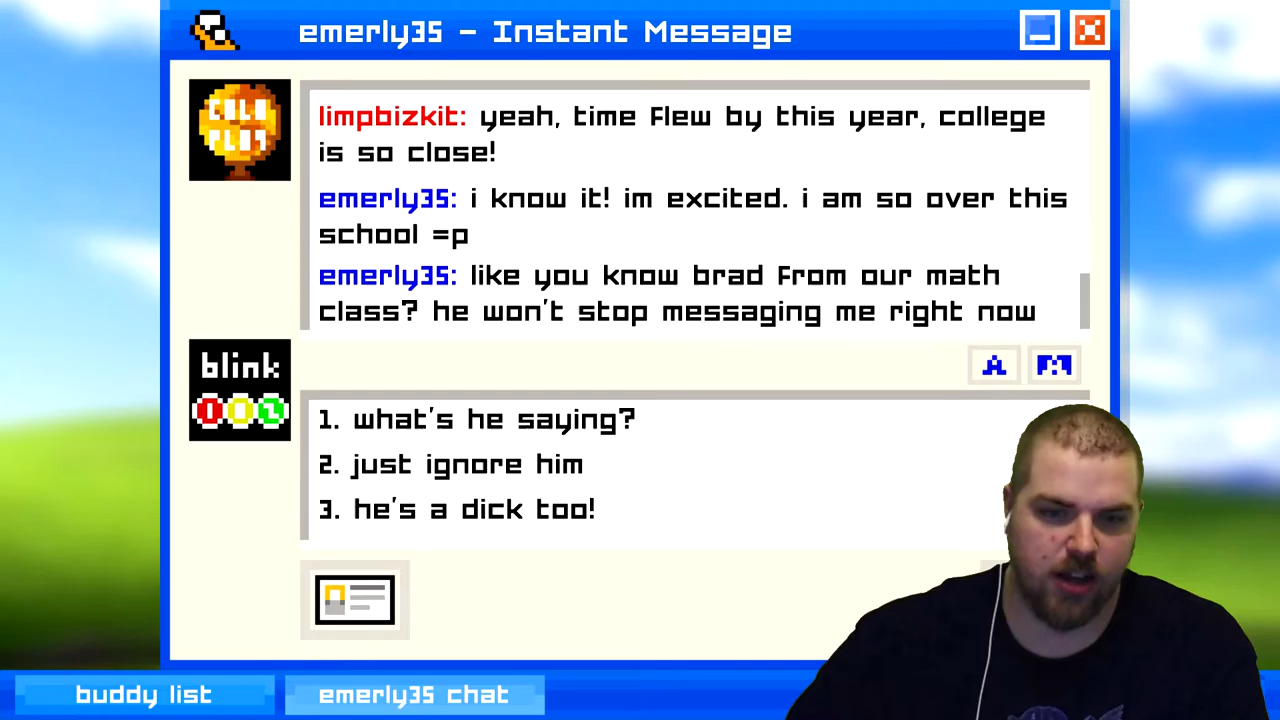 emerly35 - Instant Message
COLD
PLAY
limpbizkit: yeah, time flew by this year, college
is so close!
emerly35: i know it! im excited. i am so over this
school =p
emerly35: like you know brad from our math
class? he won't stop messaging me right now
A
blink
182
1. what's he saying?
2. just ignore him
3. he's a dick too!
buddy list
emerly35 chat